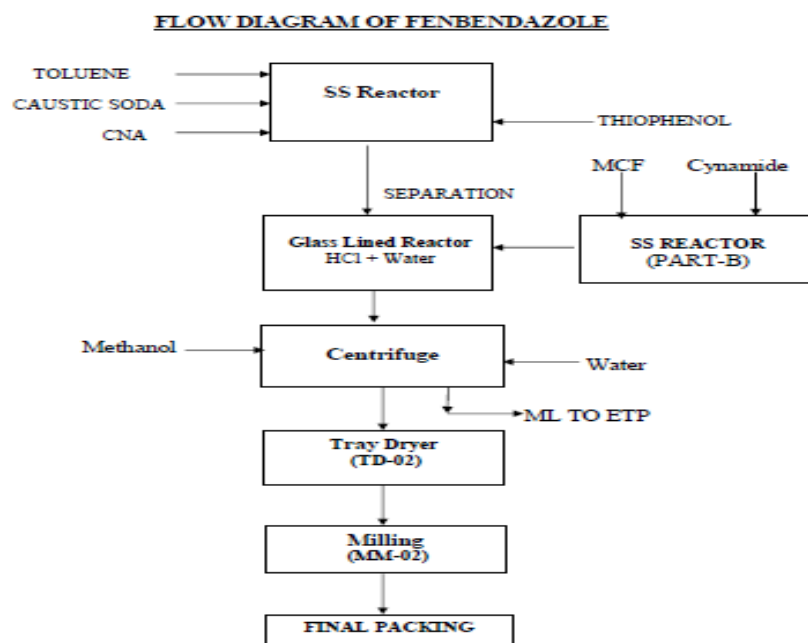 FLOW DIAGRAM OF FENBENDAZOLE
TOLUENE
SS Reactor
CAUSTIC SODA
CNA
THIOPHENOL
MCF
Cynamide
SEPARATION
Glass Lined Reactor
HCl + Water
SS REACTOR
(PART-B)
Methanol
Centrifuge
Water
ML TO ETP
Tray Dryer
(TD-02)
Milling
(MM-02)
FINAL PACKING